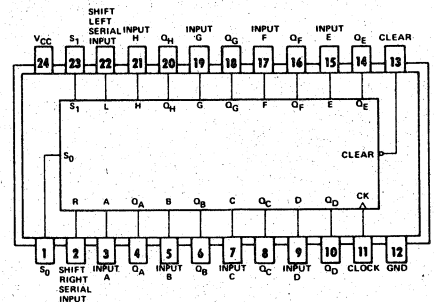 SHIFT
LEFT
SERIAL
INPUT
VCC S1 INPUT H QH INPUT G QG INPUT F QF INPUT E QE CLEAR
24 23 22 21 20 19 18 17 16 15 14 13
S1 L H QH G QG F QF E QE
S0 CLEAR
R A QA B QB C QC D QD CK
1 2 3 4 5 6 7 8 9 10 11 12
S0 SHIFT RIGHT SERIAL INPUT INPUT A QA INPUT B QB INPUT C QC INPUT D QD CLOCK GND